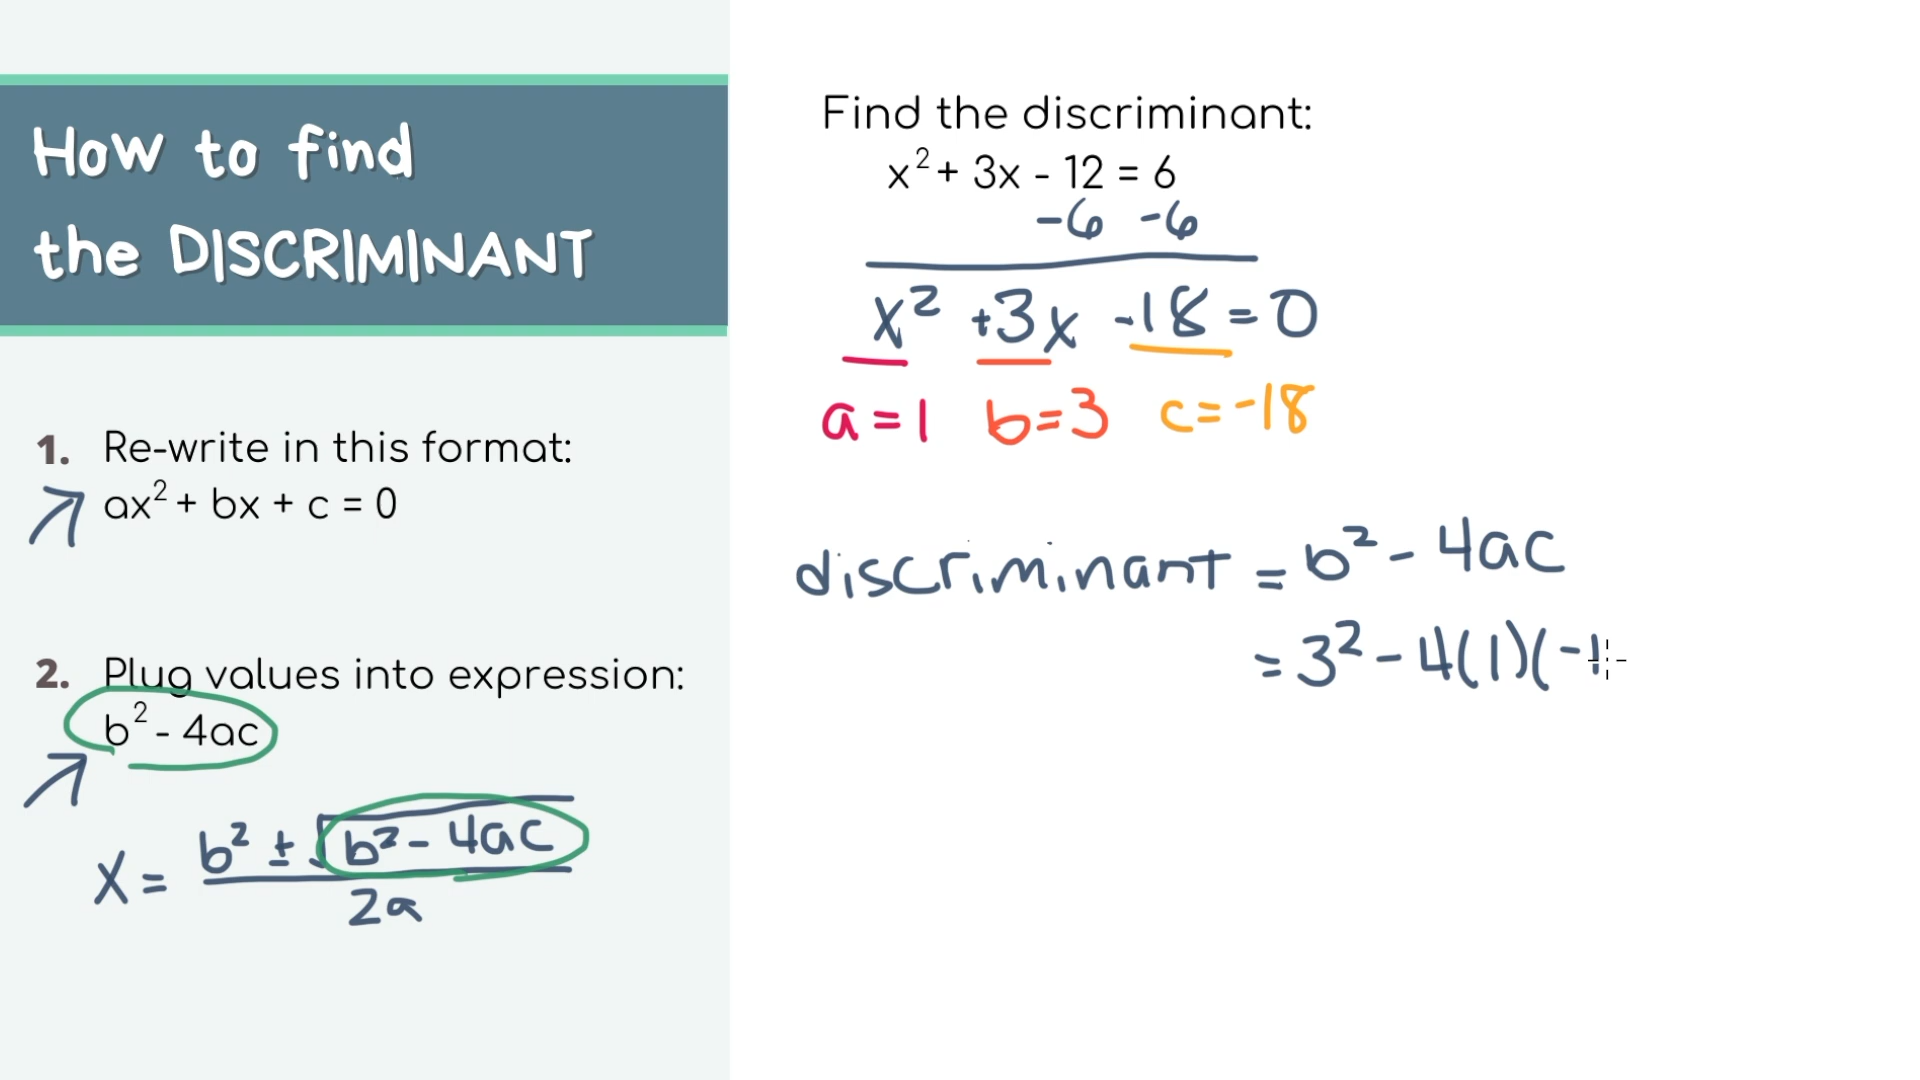 How to find
the DISCRIMINANT
1. Re-write in this format:
ax² + bx + c = 0
2. Plug values into expression:
b² - 4ac
x = b² ± √b² - 4ac
2a
Find the discriminant:
x² + 3x - 12 = 6
-6 -6
x² +3x -18 = 0
a=1 b=3 c=-18
discriminant = b² - 4ac
= 3² - 4(1)(-1